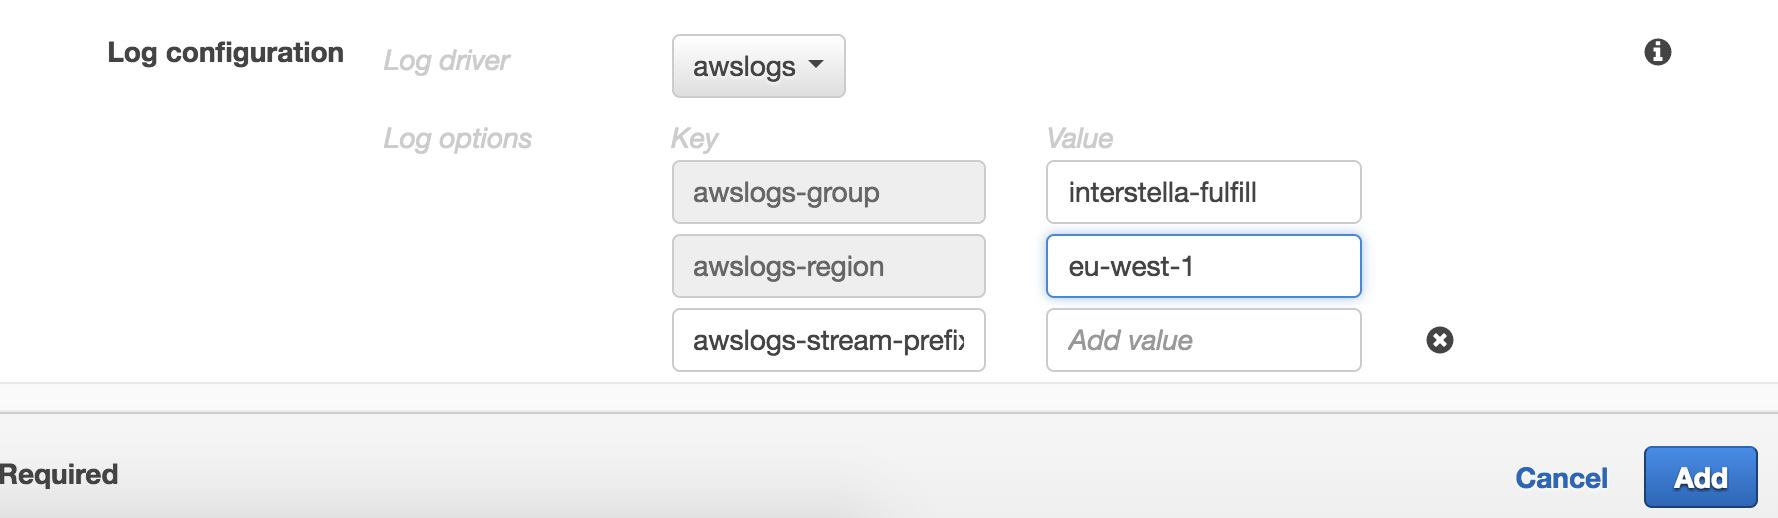 Log configuration
Log driver
awslogs
Log options
Key
Value
awslogs-group
interstella-fulfill
awslogs-region
eu-west-1
awslogs-stream-prefix
Add value
Required
Cancel
Add